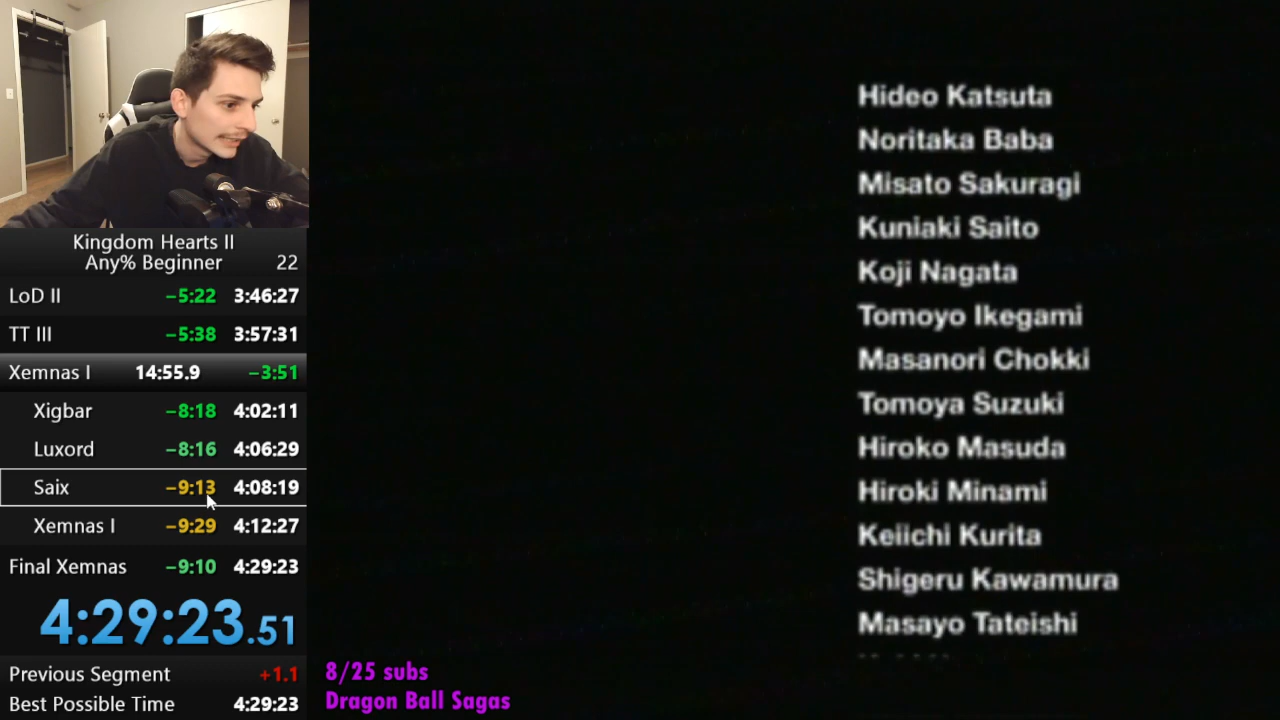 Kingdom Hearts II
Any% Beginner 22
LoD II −5:22 3:46:27
TT III −5:38 3:57:31
Xemnas I 14:55.9 −3:51
Xigbar −8:18 4:02:11
Luxord −8:16 4:06:29
Saix −9:13 4:08:19
Xemnas I −9:29 4:12:27
Final Xemnas −9:10 4:29:23
4:29:23.51
Previous Segment +1.1
Best Possible Time 4:29:23
8/25 subs
Dragon Ball Sagas
Hideo Katsuta
Noritaka Baba
Misato Sakuragi
Kuniaki Saito
Koji Nagata
Tomoyo Ikegami
Masanori Chokki
Tomoya Suzuki
Hiroko Masuda
Hiroki Minami
Keiichi Kurita
Shigeru Kawamura
Masayo Tateishi